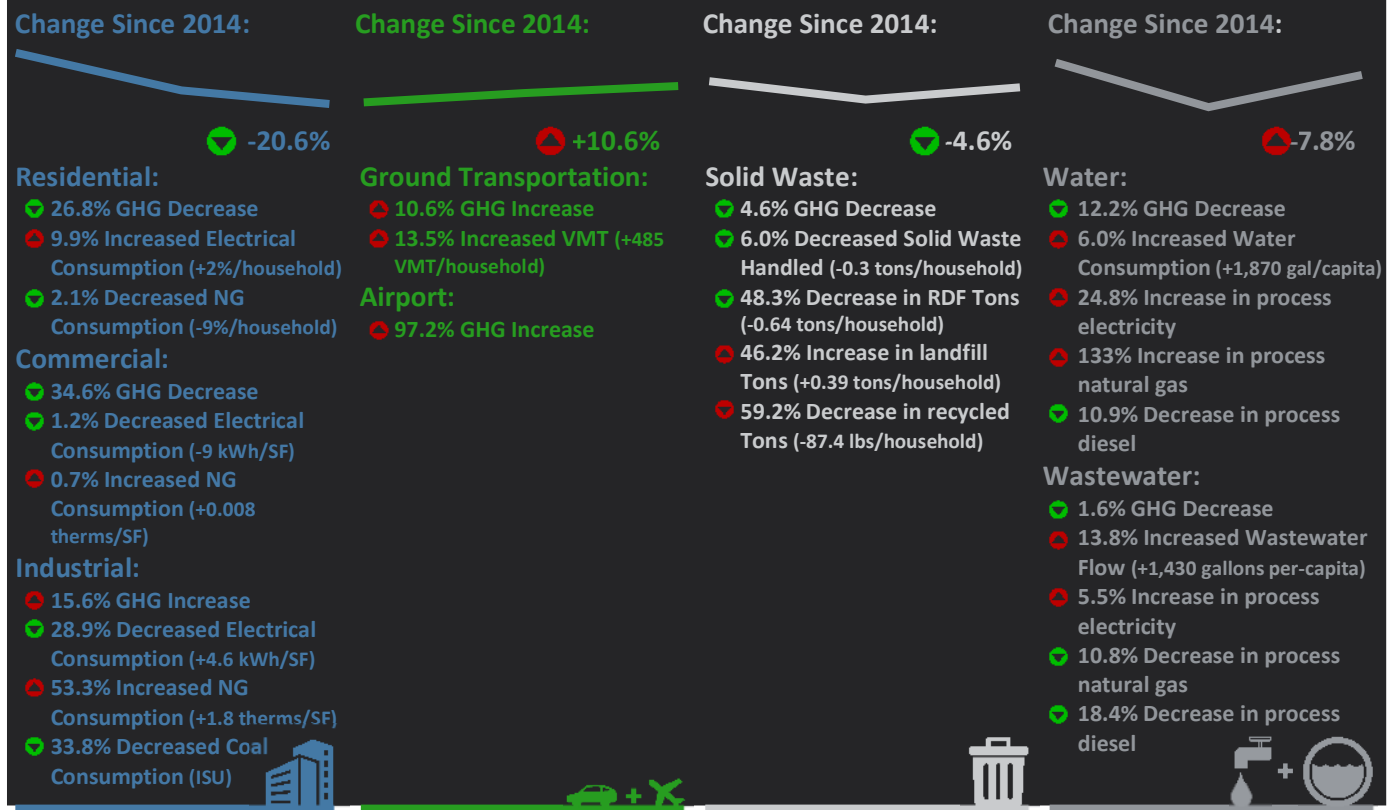 Change Since 2014:
-20.6%
Residential:
26.8% GHG Decrease
9.9% Increased Electrical
Consumption (+2%/household)
2.1% Decreased NG
Consumption (-9%/household)
Commercial:
34.6% GHG Decrease
1.2% Decreased Electrical
Consumption (-9 kWh/SF)
0.7% Increased NG
Consumption (+0.008
therms/SF)
Industrial:
15.6% GHG Increase
28.9% Decreased Electrical
Consumption (+4.6 kWh/SF)
53.3% Increased NG
Consumption (+1.8 therms/SF)
33.8% Decreased Coal
Consumption (ISU)
Change Since 2014:
+10.6%
Ground Transportation:
10.6% GHG Increase
13.5% Increased VMT (+485
VMT/household)
Airport:
97.2% GHG Increase
+
Change Since 2014:
-4.6%
Solid Waste:
4.6% GHG Decrease
6.0% Decreased Solid Waste
Handled (-0.3 tons/household)
48.3% Decrease in RDF Tons
(-0.64 tons/household)
46.2% Increase in landfill
Tons (+0.39 tons/household)
59.2% Decrease in recycled
Tons (-87.4 lbs/household)
Change Since 2014:
-7.8%
Water:
12.2% GHG Decrease
6.0% Increased Water
Consumption (+1,870 gal/capita)
24.8% Increase in process
electricity
133% Increase in process
natural gas
10.9% Decrease in process
diesel
Wastewater:
1.6% GHG Decrease
13.8% Increased Wastewater
Flow (+1,430 gallons per-capita)
5.5% Increase in process
electricity
10.8% Decrease in process
natural gas
18.4% Decrease in process
diesel
+